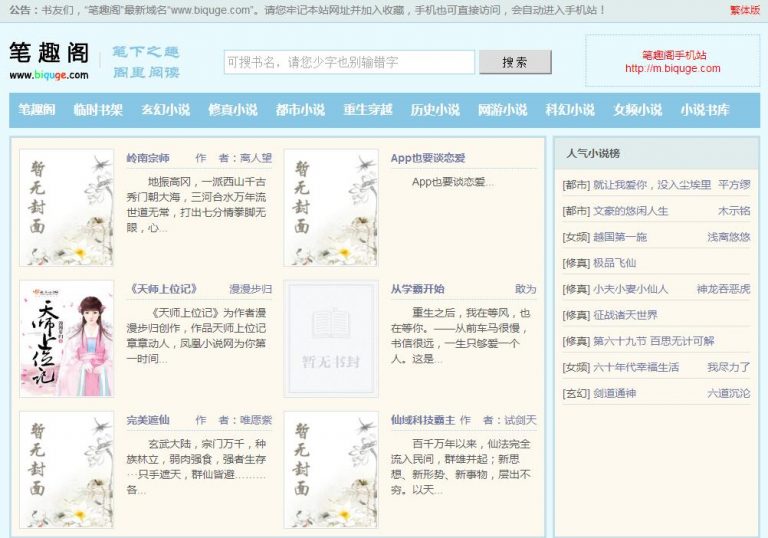 公告：书友们，“笔趣阁”最新域名“www.biquge.com”。请您牢记本站网址并加入收藏，手机也可直接访问，会自动进入手机站！
繁体版
笔趣阁
www.biquge.com
笔下之趣
阁里阅读
可搜书名，请您少字也别输错字
搜索
笔趣阁手机站
http://m.biquge.com
笔趣阁 临时书架 玄幻小说 修真小说 都市小说 重生穿越 历史小说 网游小说 科幻小说 女频小说 小说书库
暂无封面
岭南宗师 作 者：离人望
地振高冈，一派西山千古
秀门朝大海，三河合水万年流
世道无常，打出七分情拳脚无
眼，心...
暂无封面
App也要谈恋爱
App也要谈恋爱...
天师上位记
《天师上位记》 漫漫步归
《天师上位记》为作者漫
漫步归创作，作品天师上位记
章章动人，凤凰小说网为你第
一时间...
暂无书封
从学霸开始 敢为
重生之后，我在等风，也
在等你。——从前车马很慢，
书信很远，一生只够爱一个
人。这是...
暂无封面
完美遮仙 作 者：唯愿紫
玄武大陆，宗门万千，种
族林立，弱肉强食，强者生存
···只手遮天，群仙皆避………
各...
暂无封面
仙域科技霸主 作 者：试剑天
百千万年以来，仙法完全
流入民间，群雄并起；新思
想、新形势、新事物，层出不
穷。以天...
人气小说榜
[都市] 就让我爱你，没入尘埃里 平方缪
[都市] 文豪的悠闲人生 木示铭
[女频] 越国第一施 浅离悠悠
[修真] 极品飞仙
[修真] 小夫小妻小仙人 神龙吞恶虎
[修真] 征战诸天世界
[修真] 第六十九节 百思无计可解
[女频] 六十年代幸福生活 我尽力了
[玄幻] 剑道通神 六道沉沦